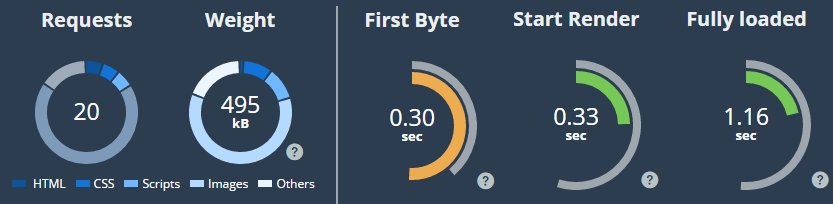 Requests
Weight
First Byte
Start Render
Fully loaded
20
495
kB
0.30
sec
0.33
sec
1.16
sec
?
?
?
?
HTML
CSS
Scripts
Images
Others